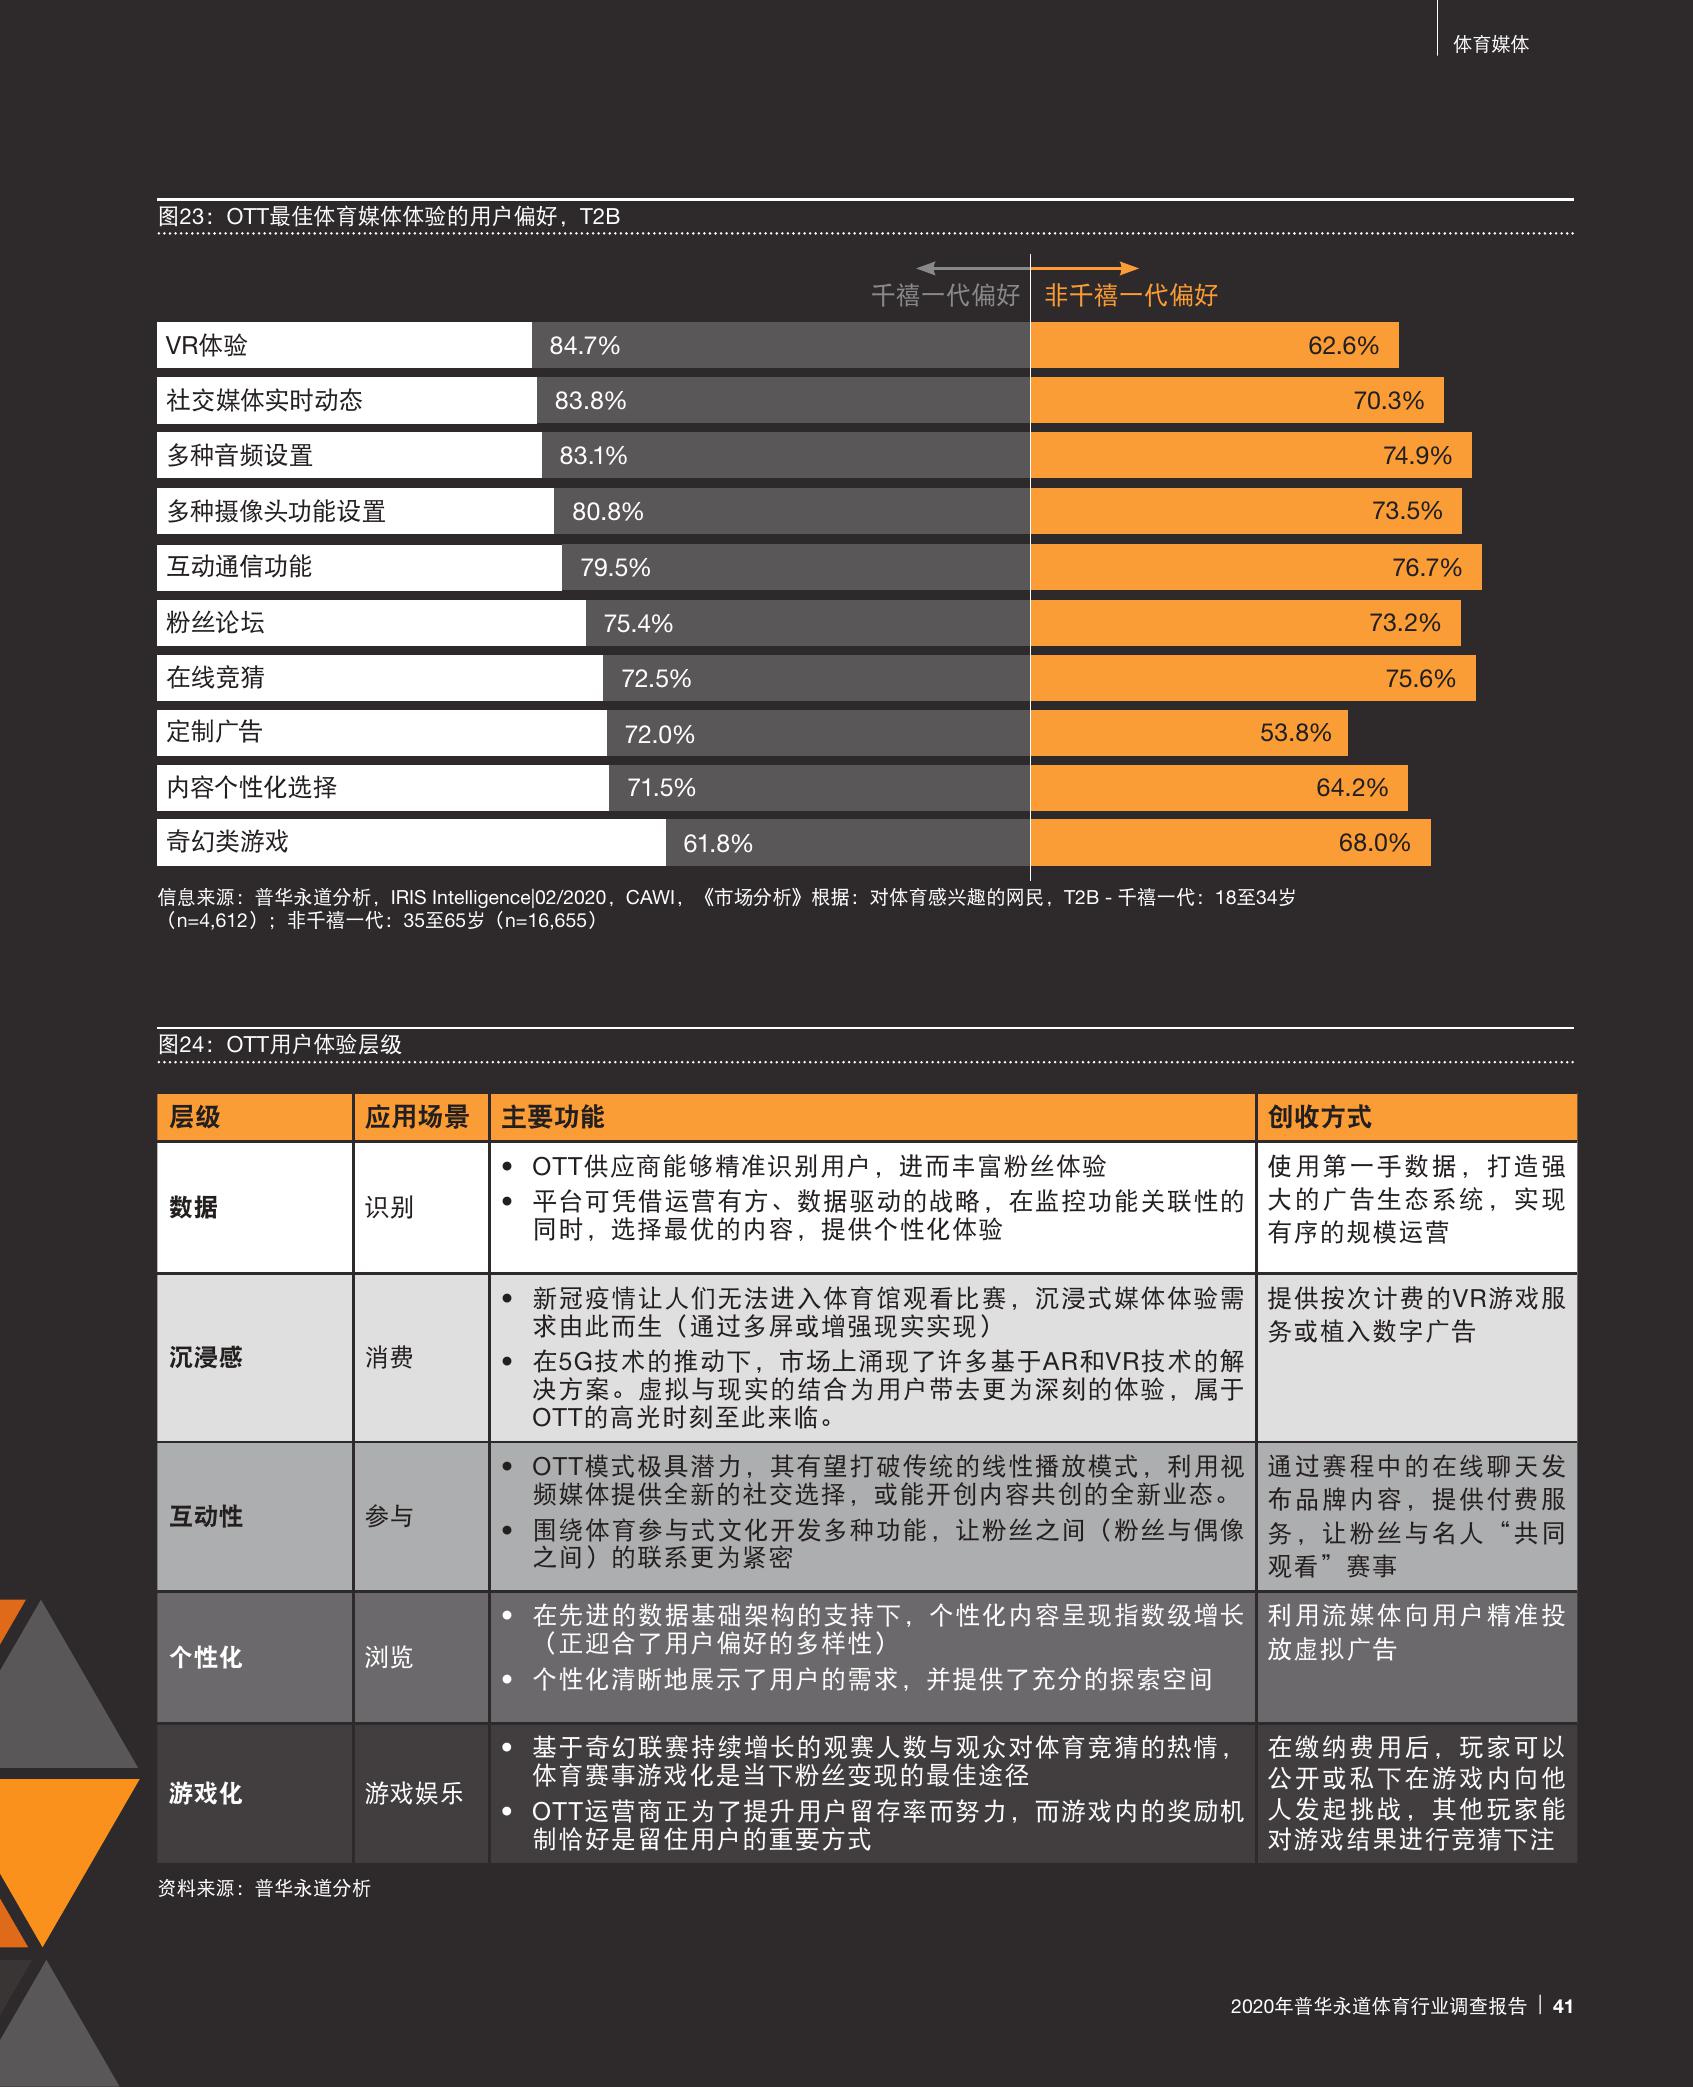 体育媒体
图23：OTT最佳体育媒体体验的用户偏好，T2B
千禧一代偏好 非千禧一代偏好
VR体验 84.7% 62.6%
社交媒体实时动态 83.8% 70.3%
多种音频设置 83.1% 74.9%
多种摄像头功能设置 80.8% 73.5%
互动通信功能 79.5% 76.7%
粉丝论坛 75.4% 73.2%
在线竞猜 72.5% 75.6%
定制广告 72.0% 53.8%
内容个性化选择 71.5% 64.2%
奇幻类游戏 61.8% 68.0%
信息来源：普华永道分析，IRIS Intelligence|02/2020，CAWI，《市场分析》根据：对体育感兴趣的网民，T2B - 千禧一代：18至34岁
（n=4,612）；非千禧一代：35至65岁（n=16,655）
图24：OTT用户体验层级
层级 应用场景 主要功能 创收方式
数据
识别
• OTT供应商能够精准识别用户，进而丰富粉丝体验
• 平台可凭借运营有方、数据驱动的战略，在监控功能关联性的
同时，选择最优的内容，提供个性化体验
使用第一手数据，打造强
大的广告生态系统，实现
有序的规模运营
沉浸感
消费
• 新冠疫情让人们无法进入体育馆观看比赛，沉浸式媒体体验需
求由此而生（通过多屏或增强现实实现）
• 在5G技术的推动下，市场上涌现了许多基于AR和VR技术的解
决方案。虚拟与现实的结合为用户带去更为深刻的体验，属于
OTT的高光时刻至此来临。
提供按次计费的VR游戏服
务或植入数字广告
互动性
参与
• OTT模式极具潜力，其有望打破传统的线性播放模式，利用视
频媒体提供全新的社交选择，或能开创内容共创的全新业态。
• 围绕体育参与式文化开发多种功能，让粉丝之间（粉丝与偶像
之间）的联系更为紧密
通过赛程中的在线聊天发
布品牌内容，提供付费服
务，让粉丝与名人“共同
观看”赛事
个性化
浏览
• 在先进的数据基础架构的支持下，个性化内容呈现指数级增长
（正迎合了用户偏好的多样性）
• 个性化清晰地展示了用户的需求，并提供了充分的探索空间
利用流媒体向用户精准投
放虚拟广告
游戏化
游戏娱乐
• 基于奇幻联赛持续增长的观赛人数与观众对体育竞猜的热情，
体育赛事游戏化是当下粉丝变现的最佳途径
• OTT运营商正为了提升用户留存率而努力，而游戏内的奖励机
制恰好是留住用户的重要方式
在缴纳费用后，玩家可以
公开或私下在游戏内向他
人发起挑战，其他玩家能
对游戏结果进行竞猜下注
资料来源：普华永道分析
2020年普华永道体育行业调查报告 | 41